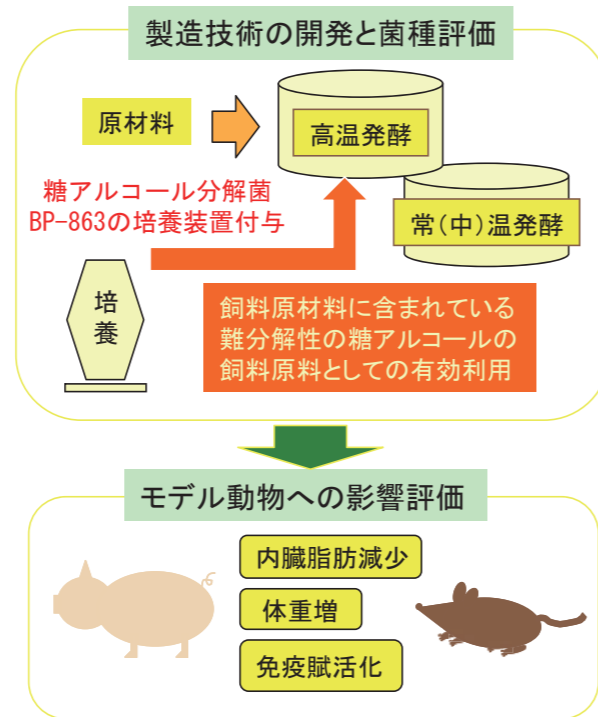 製造技術の開発と菌種評価
原材料
高温発酵
糖アルコール分解菌
BP-863の培養装置付与
常(中)温発酵
培
養
飼料原材料に含まれている
難分解性の糖アルコールの
飼料原料としての有効利用
モデル動物への影響評価
内臓脂肪減少
体重増
免疫賦活化